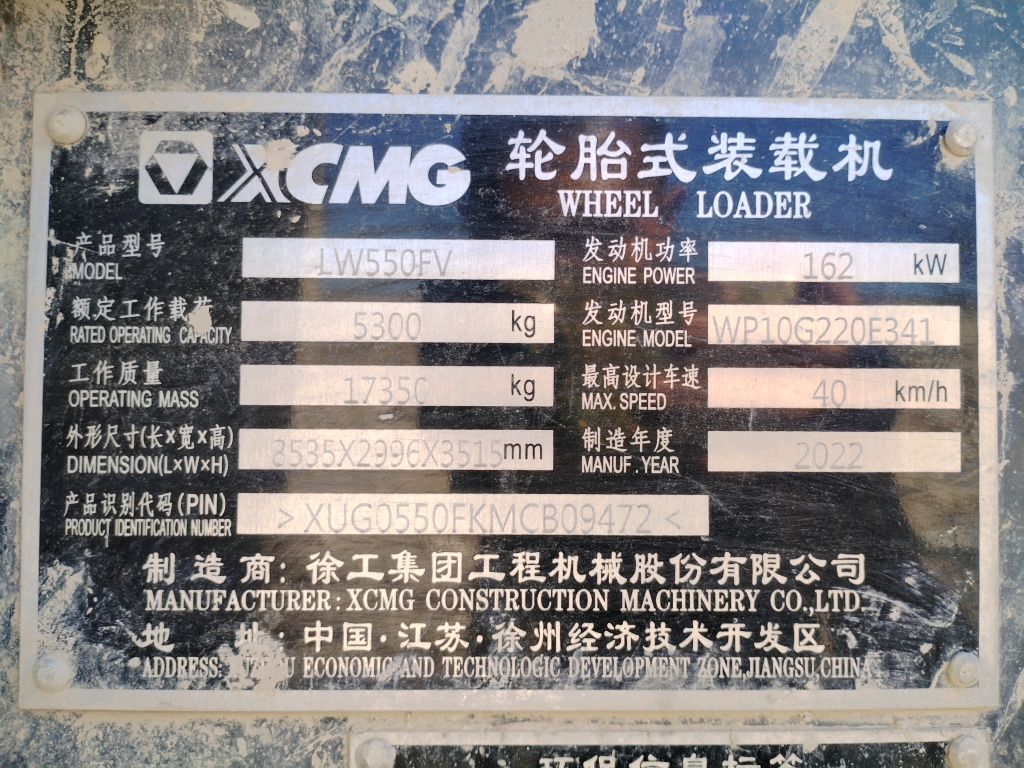 XCMG 轮胎式装载机
WHEEL LOADER
产品型号 LW550FV 发动机功率 162 kW
MODEL ENGINE POWER
额定工作载荷 5300 kg 发动机型号 WP10G220E341
RATED OPERATING CAPACITY ENGINE MODEL
工作质量 17350 kg 最高设计车速 40 km/h
OPERATING MASS MAX. SPEED
外形尺寸(长×宽×高) 8535X2996X3515 mm 制造年度 2022
DIMENSION(L×W×H) MANUF. YEAR
产品识别代码(PIN) >XUG0550FKMCB09472<
PRODUCT IDENTIFICATION NUMBER
制造商: 徐工集团工程机械股份有限公司
MANUFACTURER: XCMG CONSTRUCTION MACHINERY CO.,LTD.
地 址: 中国·江苏·徐州经济技术开发区
ADDRESS: ECONOMIC AND TECHNOLOGIC DEVELOPMENT ZONE,JIANGSU,CHINA
环保信息标签